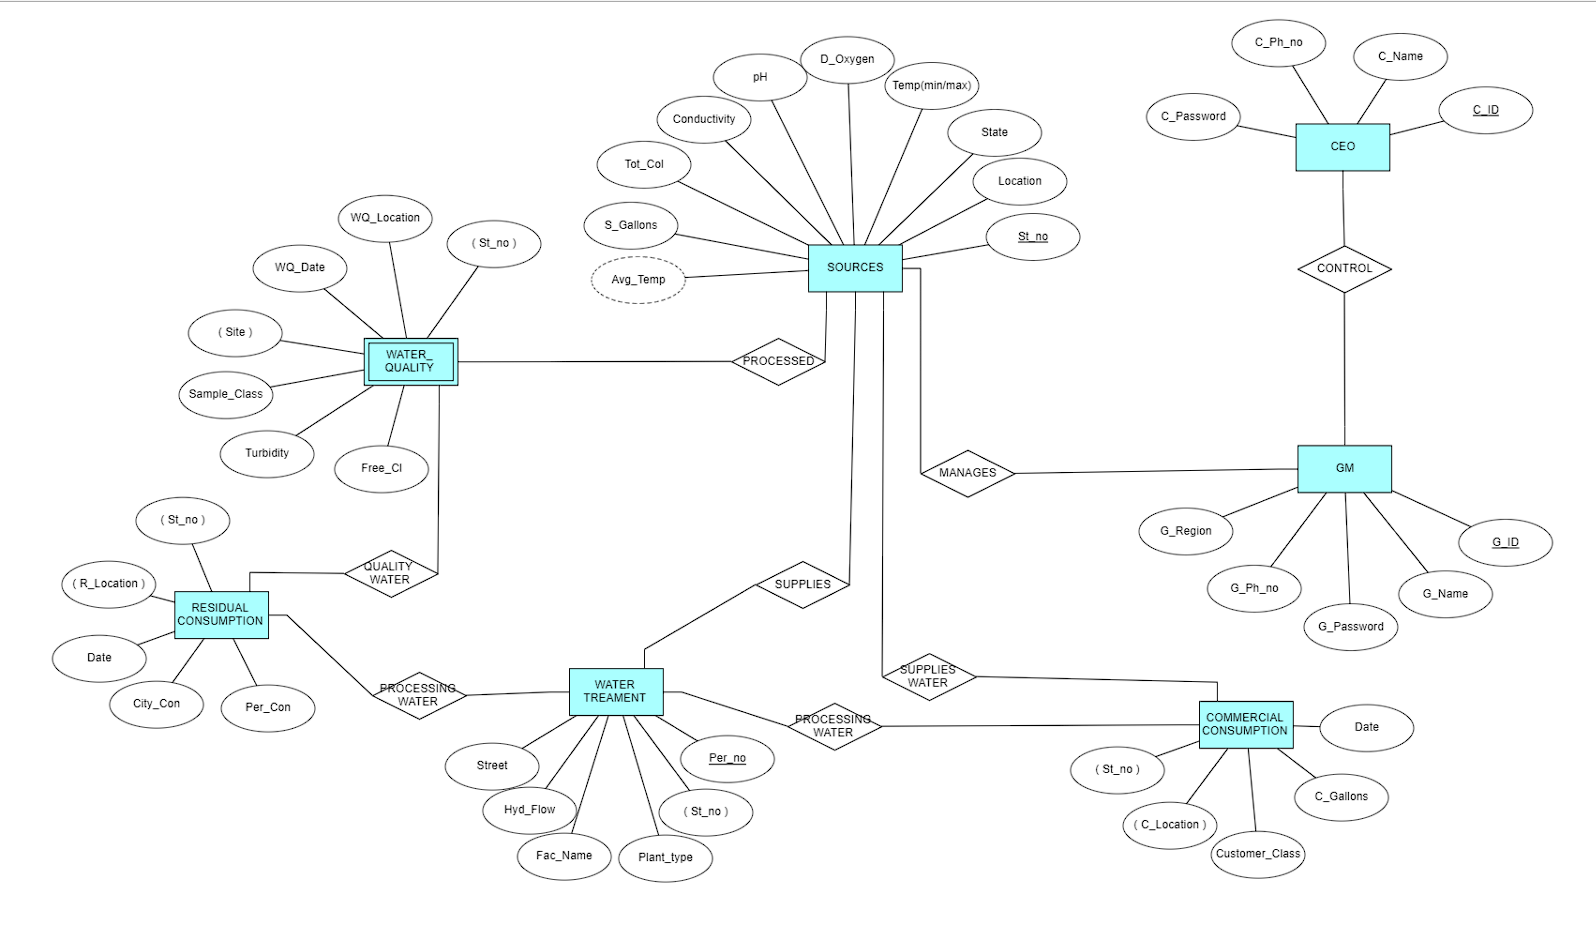 C_Ph_no
C_Name
C_Password
C_ID
CEO
D_Oxygen
pH
Temp(min/max)
Conductivity
State
Tot_Col
Location
S_Gallons
St_no
Avg_Temp
SOURCES
CONTROL
WQ_Location
( St_no )
WQ_Date
( Site )
WATER_
QUALITY
Sample_Class
Turbidity
Free_Cl
PROCESSED
MANAGES
GM
G_Region
G_ID
G_Ph_no
G_Name
G_Password
( St_no )
( R_Location )
QUALITY
WATER
RESIDUAL
CONSUMPTION
Date
City_Con
Per_Con
SUPPLIES
PROCESSING
WATER
WATER
TREAMENT
SUPPLIES
WATER
PROCESSING
WATER
COMMERCIAL
CONSUMPTION
Date
Street
Per_no
Hyd_Flow
( St_no )
Fac_Name
Plant_type
( St_no )
C_Gallons
( C_Location )
Customer_Class